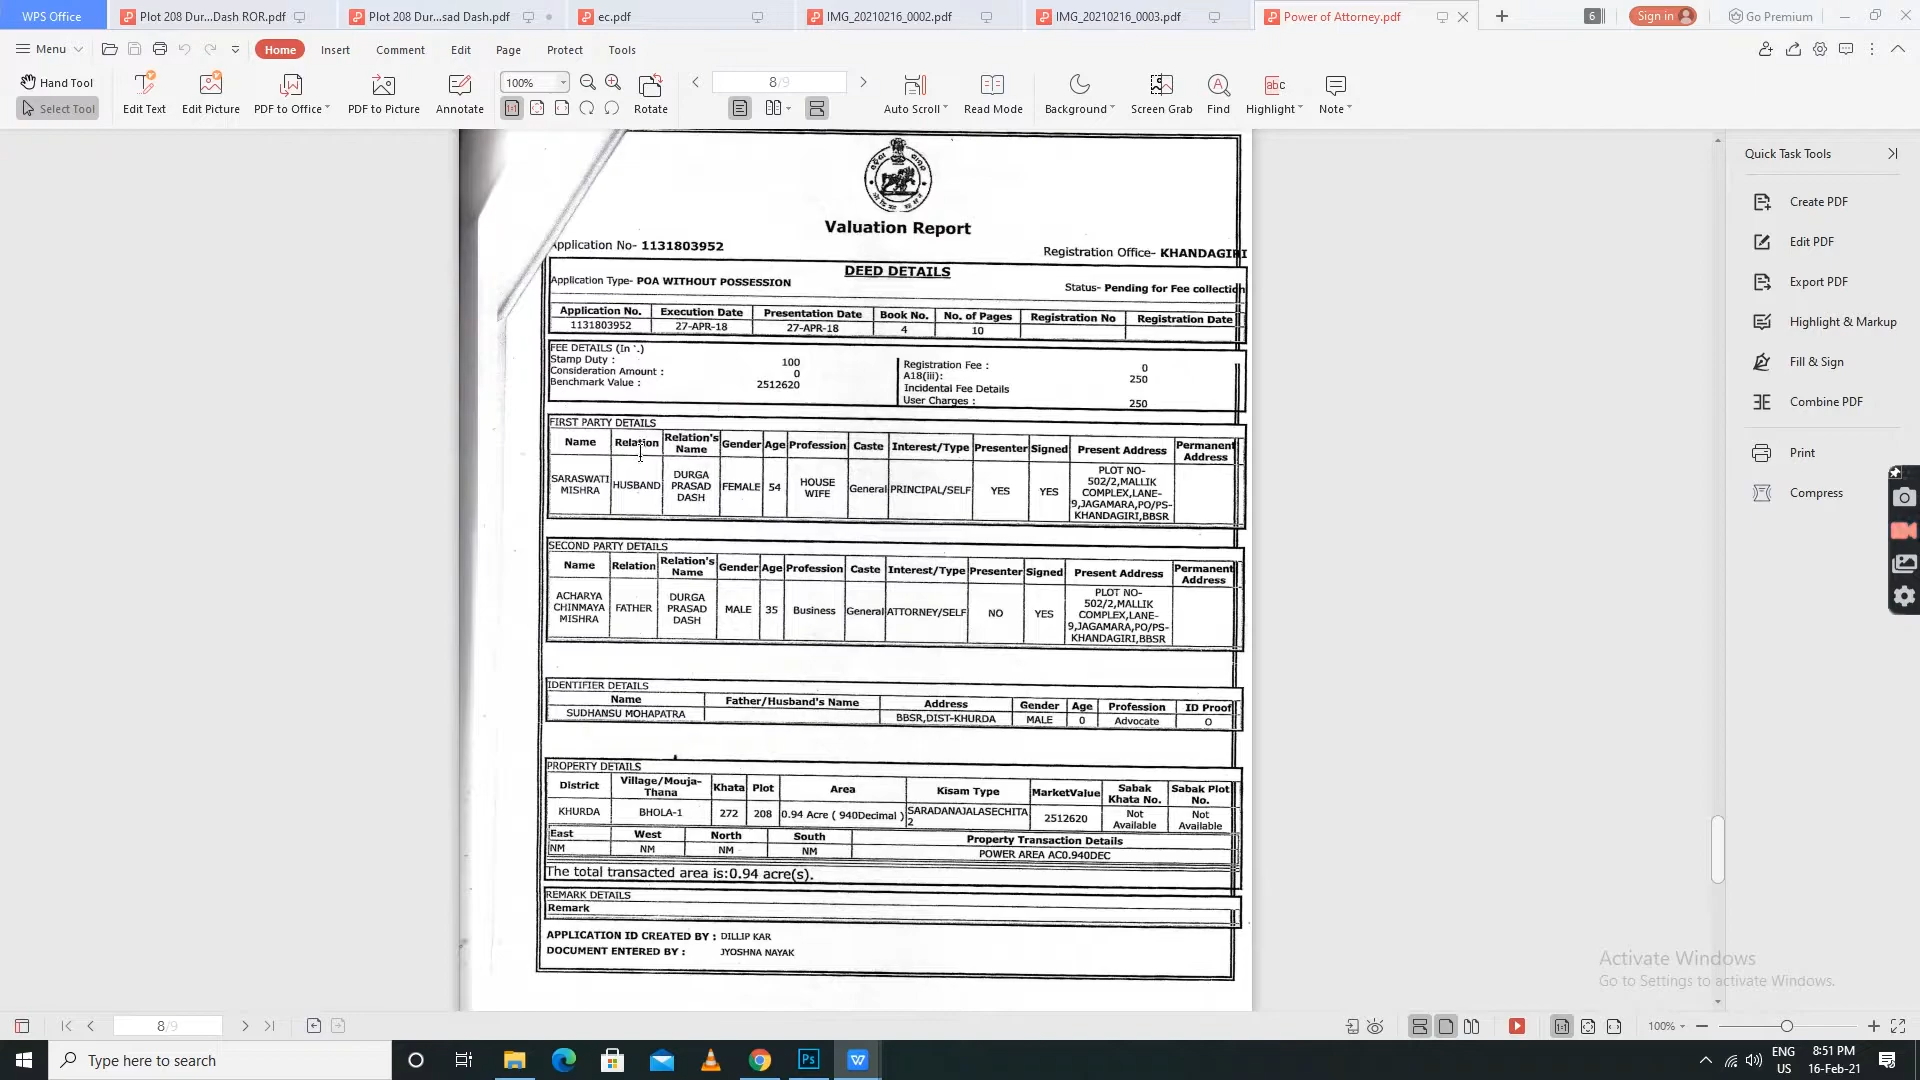 WPS Office
Plot 208 Dur...Dash ROR.pdf
Plot 208 Dur...sad Dash.pdf
ec.pdf
IMG_20210216_0002.pdf
IMG_20210216_0003.pdf
Power of Attorney.pdf
6
Sign in
Go Premium
Menu
Home
Insert
Comment
Edit
Page
Protect
Tools
Hand Tool
Select Tool
Edit Text
Edit Picture
PDF to Office
PDF to Picture
Annotate
100%
Rotate
8/9
Auto Scroll
Read Mode
Background
Screen Grab
Find
abc
Highlight
Note
Quick Task Tools
Create PDF
Edit PDF
Export PDF
Highlight & Markup
Fill & Sign
Combine PDF
Print
Compress
Valuation Report
Application No- 1131803952
Registration Office- KHANDAGIRI
DEED DETAILS
Application Type- POA WITHOUT POSSESSION
Status- Pending for Fee collection
Application No. Execution Date Presentation Date Book No. No. of Pages Registration No Registration Date
1131803952 27-APR-18 27-APR-18 4 10
FEE DETAILS (In `.)
Stamp Duty : 100
Consideration Amount : 0
Benchmark Value : 2512620
Registration Fee : 0
A18(iii): 250
Incidental Fee Details
User Charges : 250
FIRST PARTY DETAILS
Name Relation Relation's Name Gender Age Profession Caste Interest/Type Presenter Signed Present Address Permanent Address
SARASWATI MISHRA HUSBAND DURGA PRASAD DASH FEMALE 54 HOUSE WIFE General PRINCIPAL/SELF YES YES PLOT NO-502/2,MALLIK COMPLEX,LANE-9,JAGAMARA,PO/PS-KHANDAGIRI,BBSR
SECOND PARTY DETAILS
Name Relation Relation's Name Gender Age Profession Caste Interest/Type Presenter Signed Present Address Permanent Address
ACHARYA CHINMAYA MISHRA FATHER DURGA PRASAD DASH MALE 35 Business General ATTORNEY/SELF NO YES PLOT NO-502/2,MALLIK COMPLEX,LANE-9,JAGAMARA,PO/PS-KHANDAGIRI,BBSR
IDENTIFIER DETAILS
Name Father/Husband's Name Address Gender Age Profession ID Proof
SUDHANSU MOHAPATRA BBSR,DIST-KHURDA MALE 0 Advocate O
PROPERTY DETAILS
District Village/Mouja-Thana Khata Plot Area Kisam Type MarketValue Sabak Khata No. Sabak Plot No.
KHURDA BHOLA-1 272 208 0.94 Acre ( 940Decimal ) SARADANAJALASECHITA 2 2512620 Not Available Not Available
East West North South Property Transaction Details
NM NM NM NM POWER AREA AC0.940DEC
The total transacted area is:0.94 acre(s).
REMARK DETAILS
Remark
APPLICATION ID CREATED BY : DILLIP KAR
DOCUMENT ENTERED BY : JYOSHNA NAYAK
Activate Windows
Go to Settings to activate Windows.
8/9
100%
Type here to search
Ps
ENG
US
8:51 PM
16-Feb-21